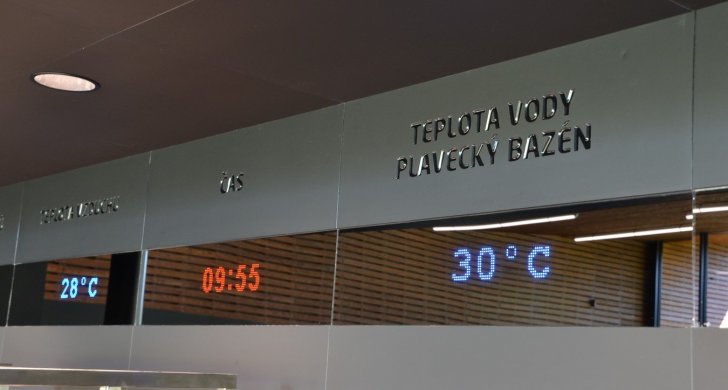 TEPLOTA VZDUCHU
28°C
ČAS
09:55
TEPLOTA VODY
PLAVECKÝ BAZÉN
30°C